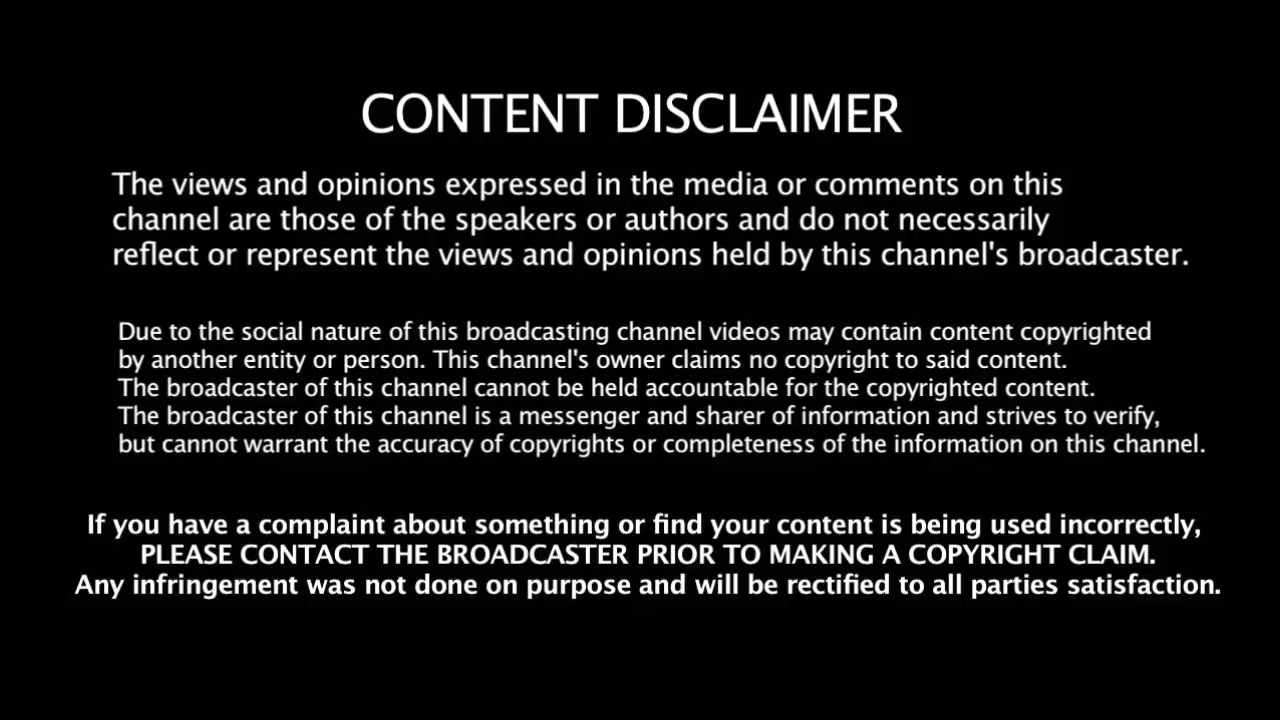 CONTENT DISCLAIMER
The views and opinions expressed in the media or comments on this
channel are those of the speakers or authors and do not necessarily
reflect or represent the views and opinions held by this channel's broadcaster.
Due to the social nature of this broadcasting channel videos may contain content copyrighted
by another entity or person. This channel's owner claims no copyright to said content.
The broadcaster of this channel cannot be held accountable for the copyrighted content.
The broadcaster of this channel is a messenger and sharer of information and strives to verify,
but cannot warrant the accuracy of copyrights or completeness of the information on this channel.
If you have a complaint about something or find your content is being used incorrectly,
PLEASE CONTACT THE BROADCASTER PRIOR TO MAKING A COPYRIGHT CLAIM.
Any infringement was not done on purpose and will be rectified to all parties satisfaction.